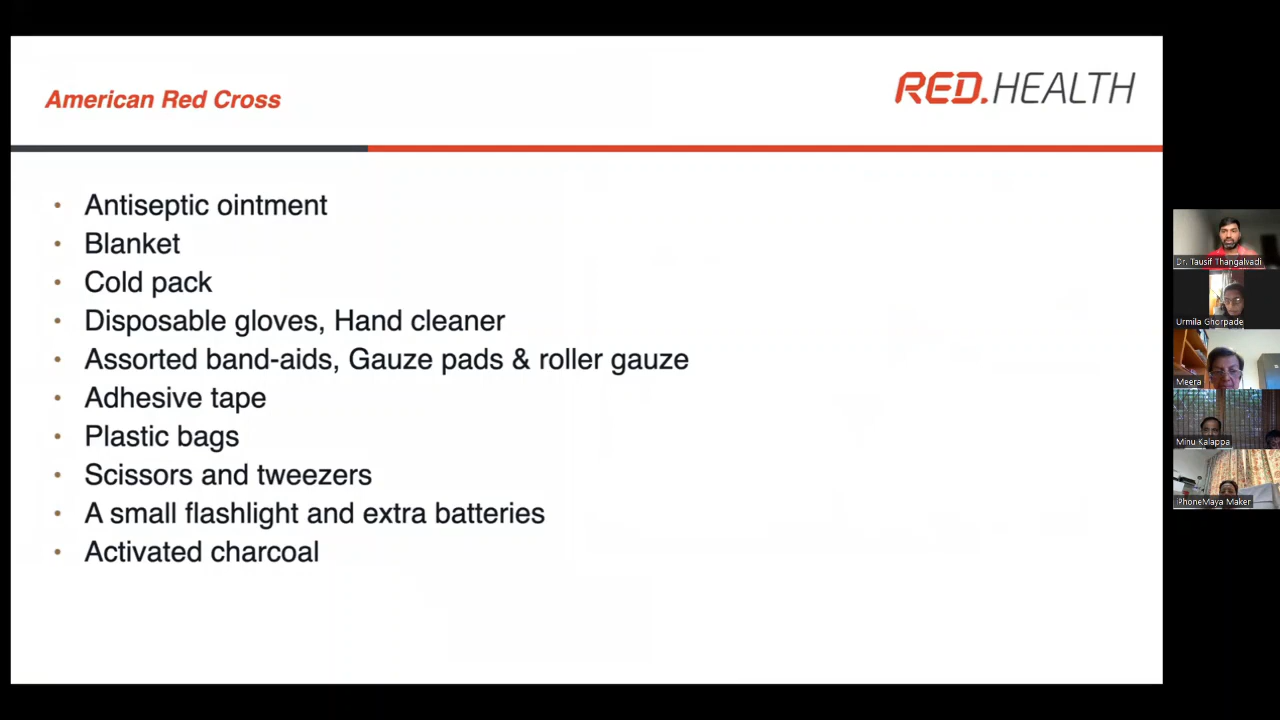 American Red Cross
RED.HEALTH
• Antiseptic ointment
• Blanket
• Cold pack
• Disposable gloves, Hand cleaner
• Assorted band-aids, Gauze pads & roller gauze
• Adhesive tape
• Plastic bags
• Scissors and tweezers
• A small flashlight and extra batteries
• Activated charcoal
Dr. Tausif Thangalvadi
Urmila Ghorpade
Meera
Minu Kalappa
iPhoneMaya Maker